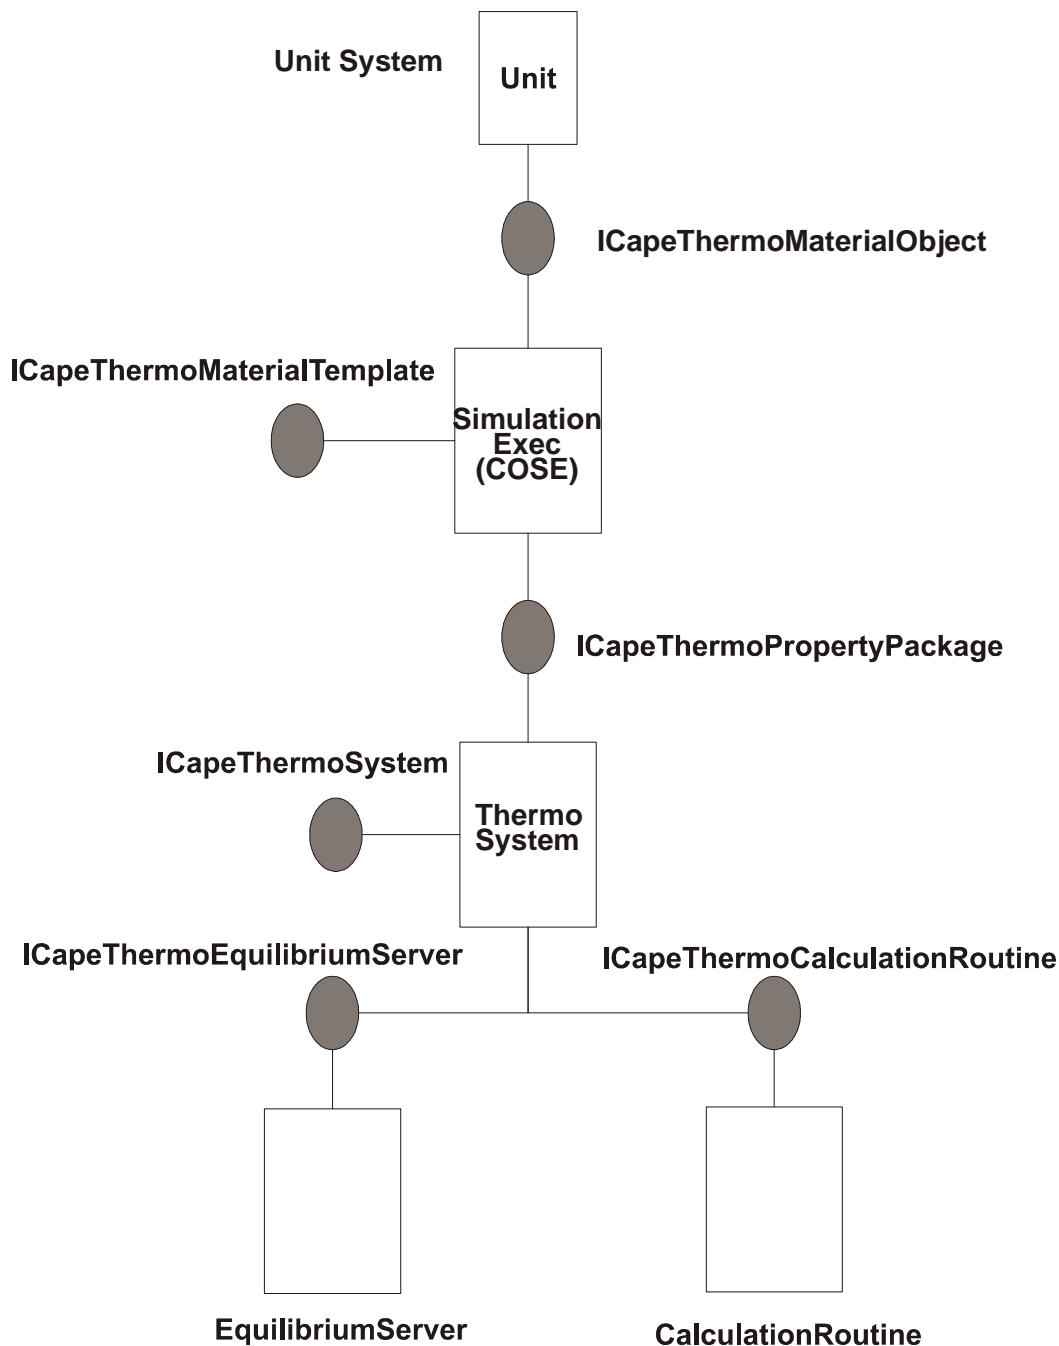 Unit System
Unit
ICapeThermoMaterialObject
ICapeThermoMaterialTemplate
Simulation
Exec
(COSE)
ICapeThermoPropertyPackage
ICapeThermoSystem
Thermo
System
ICapeThermoEquilibriumServer
ICapeThermoCalculationRoutine
EquilibriumServer
CalculationRoutine